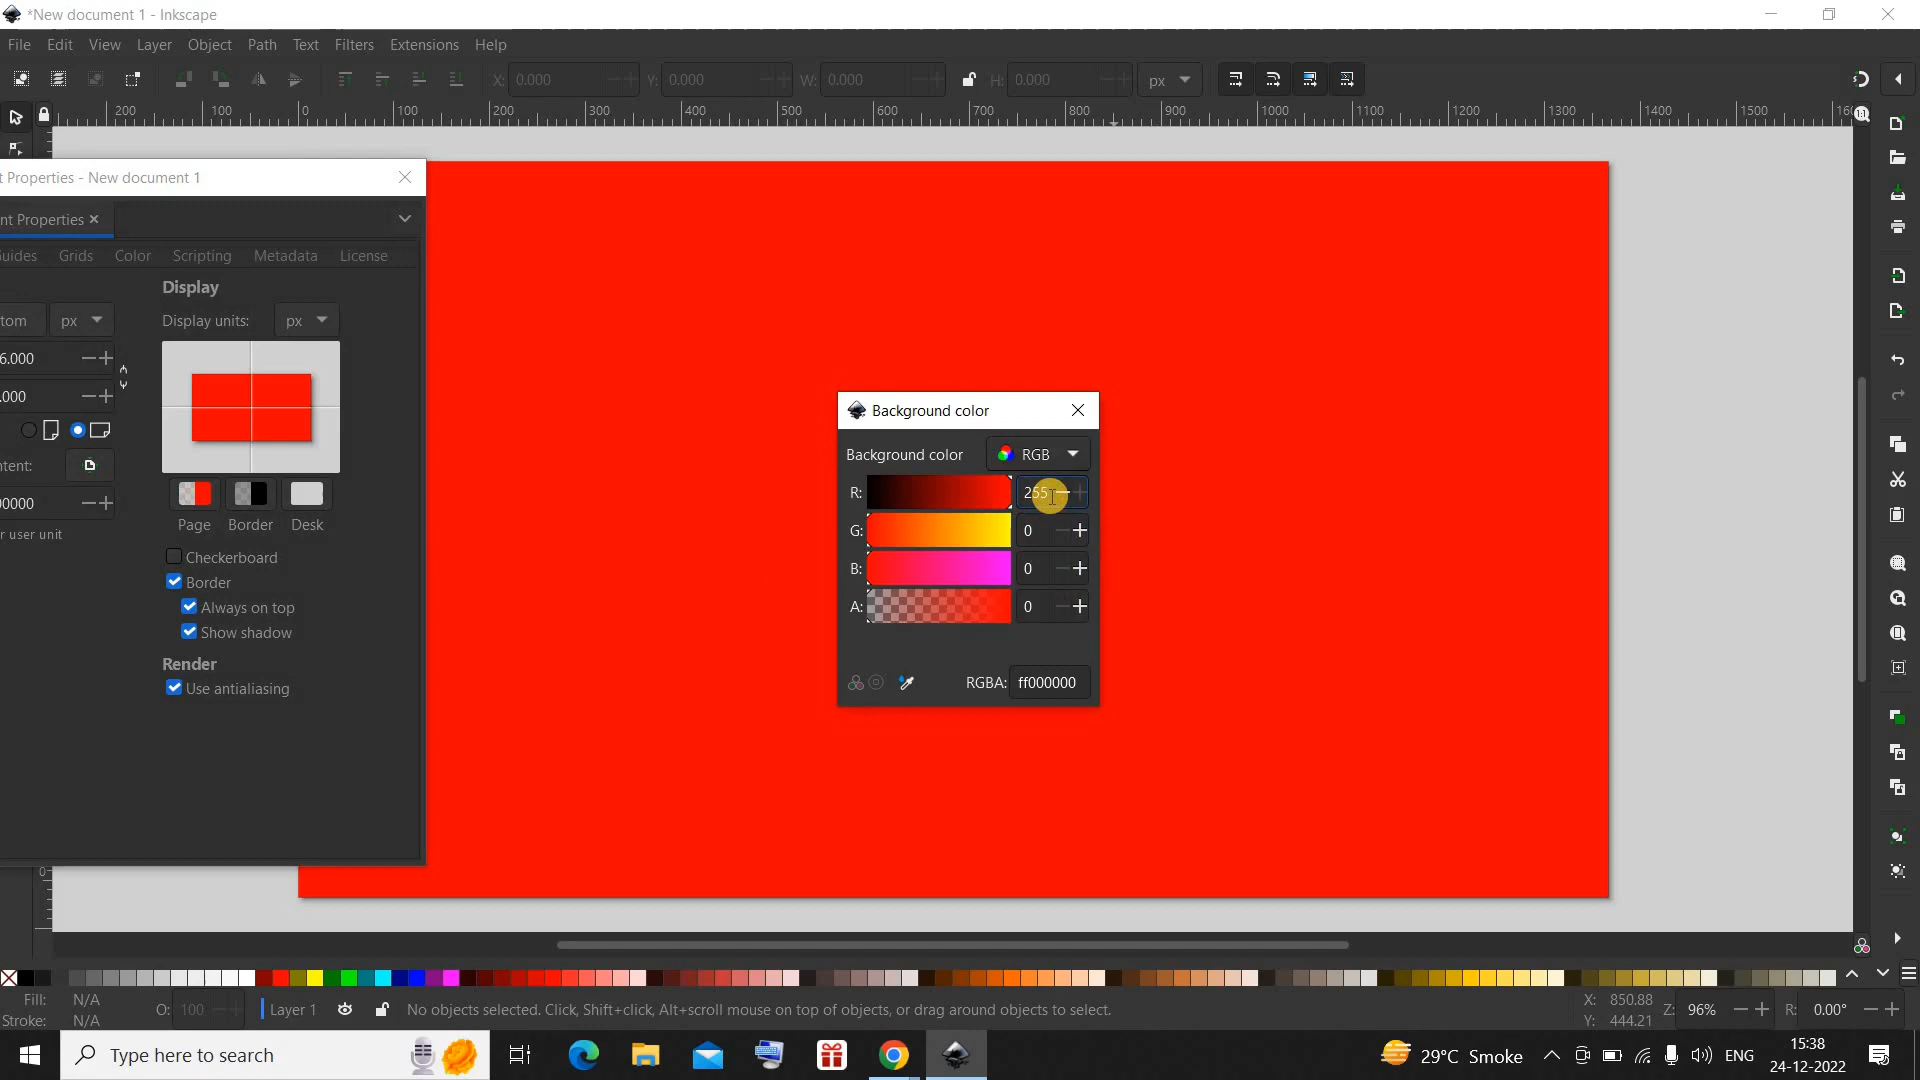 *New document 1 - Inkscape
File Edit View Layer Object Path Text Filters Extensions Help
X: 0.000 Y: 0.000 W: 0.000 H: 0.000 px
200 100 0 100 200 300 400 500 600 700 800 900 1000 1100 1200 1300 1400 1500
t Properties - New document 1
nt Properties
uides Grids Color Scripting Metadata License
Display
tom px Display units: px
6.000
.000
tent:
00000
Page Border Desk
r user unit
Checkerboard
Border
Always on top
Show shadow
Render
Use antialiasing
Background color
Background color RGB
R: 255
G: 0
B: 0
A: 0
RGBA: ff000000
Fill: N/A
Stroke: N/A
O: 100
Layer 1
No objects selected. Click, Shift+click, Alt+scroll mouse on top of objects, or drag around objects to select.
X: 850.88
Y: 444.21
Z: 96% R: 0.00°
Type here to search
29°C Smoke
ENG
15:38
24-12-2022